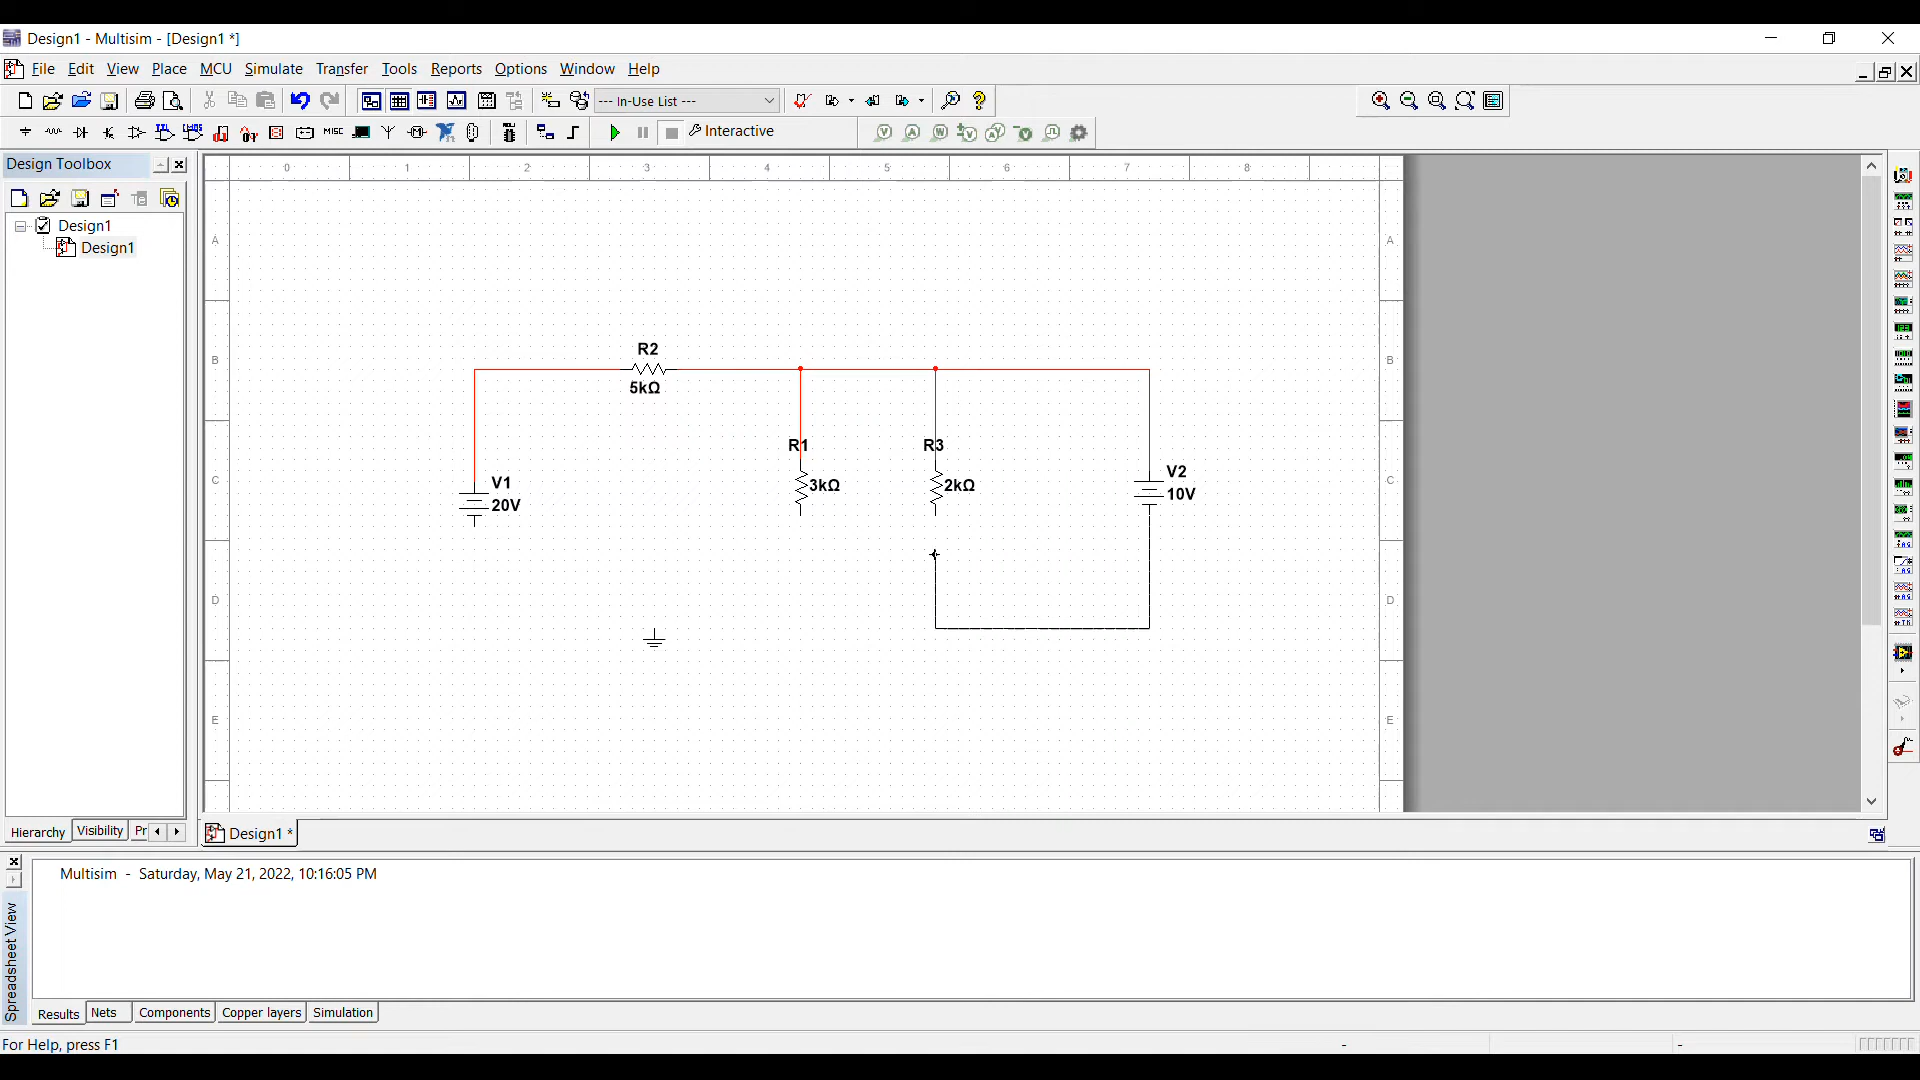 Design1 - Multisim - [Design1 *]
File Edit View Place MCU Simulate Transfer Tools Reports Options Window Help
--- In-Use List ---
MISC Interactive
Design Toolbox
0 1 2 3 4 5 6 7 8
Design1
Design1
A A
R2
B B
5kΩ
R1 R3
V2
C V1 3kΩ 2kΩ C
10V
20V
D D
E E
Hierarchy Visibility Pr
Design1 *
Multisim - Saturday, May 21, 2022, 10:16:05 PM
Spreadsheet View
Results Nets Components Copper layers Simulation
For Help, press F1 - -